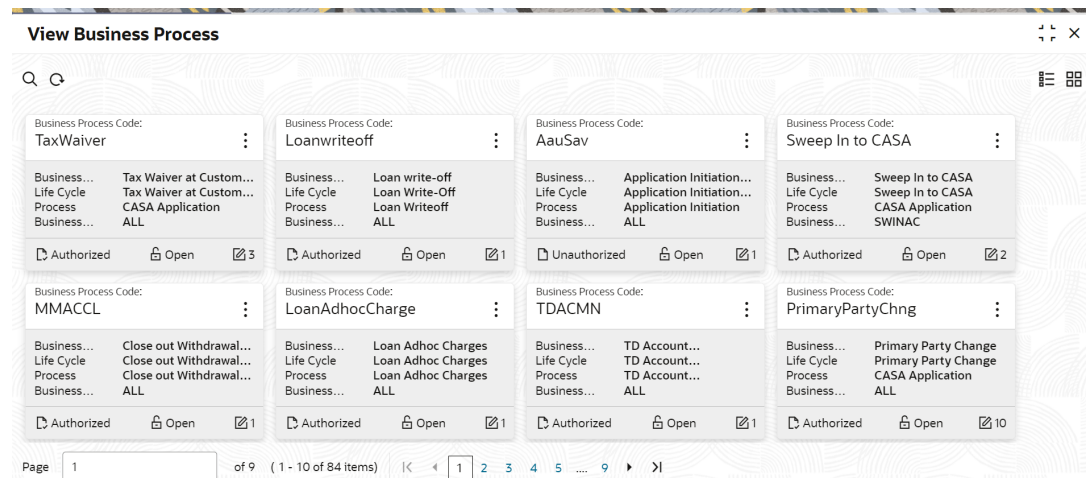 View Business Process
Business Process Code:
TaxWaiver
Business... Tax Waiver at Custom...
Life Cycle Tax Waiver at Custom...
Process CASA Application
Business... ALL
Authorized Open 3
Business Process Code:
Loanwriteoff
Business... Loan write-off
Life Cycle Loan Write-Off
Process Loan Writeoff
Business... ALL
Authorized Open 1
Business Process Code:
AauSav
Business... Application Initiation...
Life Cycle Application Initiation...
Process Application Initiation
Business... ALL
Unauthorized Open 1
Business Process Code:
Sweep In to CASA
Business... Sweep In to CASA
Life Cycle Sweep In to CASA
Process CASA Application
Business... SWINAC
Authorized Open 2
Business Process Code:
MMACCL
Business... Close out Withdrawal...
Life Cycle Close out Withdrawal...
Process Close out Withdrawal...
Business... ALL
Authorized Open 1
Business Process Code:
LoanAdhocCharge
Business... Loan Adhoc Charges
Life Cycle Loan Adhoc Charges
Process Loan Adhoc Charges
Business... ALL
Authorized Open 1
Business Process Code:
TDACMN
Business... TD Account...
Life Cycle TD Account...
Process TD Account...
Business... ALL
Authorized Open 1
Business Process Code:
PrimaryPartyChng
Business... Primary Party Change
Life Cycle Primary Party Change
Process CASA Application
Business... ALL
Authorized Open 10
Page 1 of 9 ( 1 - 10 of 84 items) 1 2 3 4 5 .... 9